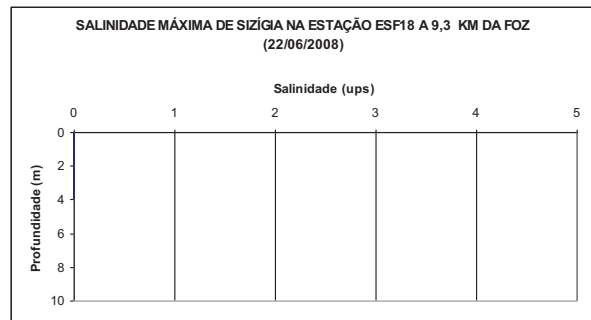 SALINIDADE MÁXIMA DE SIZÍGIA NA ESTAÇÃO ESF18 A 9,3 KM DA FOZ
(22/06/2008)
Salinidade (ups)
0 1 2 3 4 5
0
2
4
6
8
10
Profundidade (m)